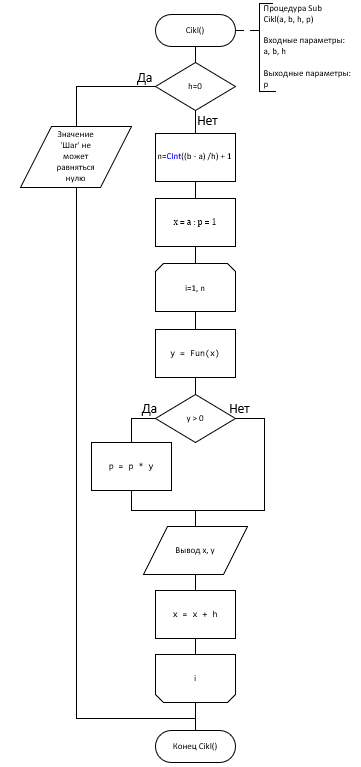 Cikl()
Процедура Sub
Cikl(a, b, h, p)
Входные параметры:
a, b, h
Выходные параметры:
p
Да
h=0
Нет
Значение
'Шаг' не
может
равняться
нулю
n=CInt((b - a) /h) + 1
x = a : p = 1
i=1, n
y = Fun(x)
Да
y > 0
Нет
p = p * y
Вывод x, y
x = x + h
i
Конец Cikl()